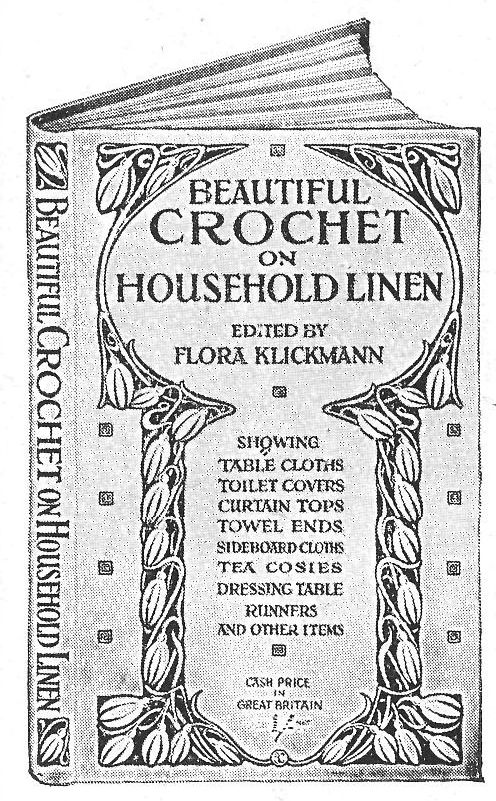 BEAUTIFUL CROCHET ON HOUSEHOLD LINEN
BEAUTIFUL
CROCHET
ON
HOUSEHOLD LINEN
EDITED BY
FLORA KLICKMANN
SHOWING
TABLE CLOTHS
TOILET COVERS
CURTAIN TOPS
TOWEL ENDS
SIDEBOARD CLOTHS
TEA COSIES
DRESSING TABLE
RUNNERS
AND OTHER ITEMS
CASH PRICE
IN
GREAT BRITAIN
NET